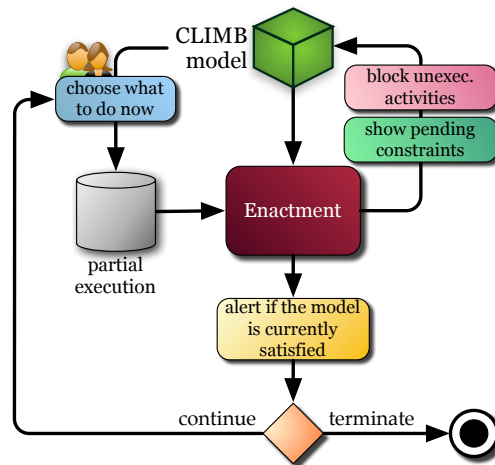 CLIMB
model
choose what
to do now
block unexec.
activities
show pending
constraints
Enactment
partial
execution
alert if the model
is currently
satisfied
continue
terminate